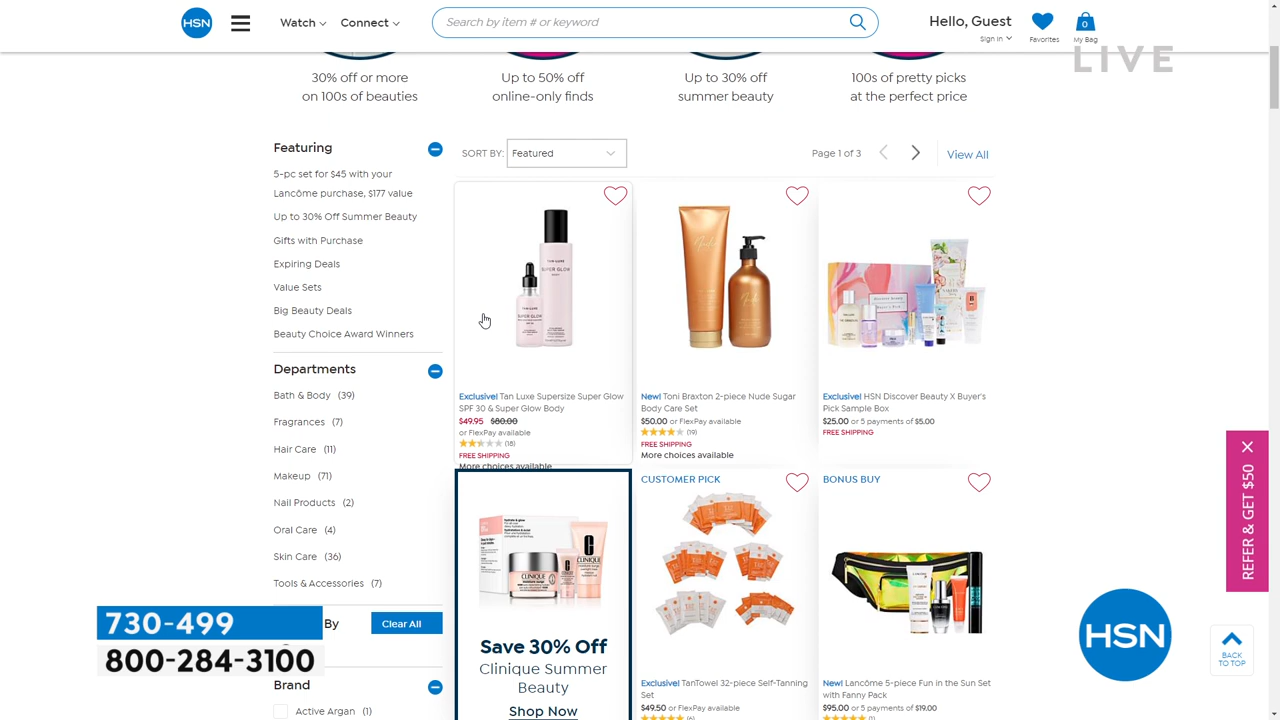 HSN
Watch
Connect
Search by item # or keyword
Hello, Guest
Sign In
Favorites
0
My Bag
LIVE
30% off or more
on 100s of beauties
Up to 50% off
online-only finds
Up to 30% off
summer beauty
100s of pretty picks
at the perfect price
Featuring
5-pc set for $45 with your
Lancôme purchase, $177 value
Up to 30% Off Summer Beauty
Gifts with Purchase
Expiring Deals
Value Sets
Big Beauty Deals
Beauty Choice Award Winners
Departments
Bath & Body (39)
Fragrances (7)
Hair Care (11)
Makeup (71)
Nail Products (2)
Oral Care (4)
Skin Care (36)
Tools & Accessories (7)
By
Clear All
730-499
800-284-3100
Brand
Active Argan (1)
SORT BY: Featured
Page 1 of 3
View All
TAN-LUXE
SUPER GLOW
SUPER GLOW
Exclusive! Tan Luxe Supersize Super Glow
SPF 30 & Super Glow Body
$49.95 $80.00
or FlexPay available
(18)
FREE SHIPPING
More choices available
New! Toni Braxton 2-piece Nude Sugar
Body Care Set
$50.00 or FlexPay available
(19)
FREE SHIPPING
More choices available
Exclusive! HSN Discover Beauty X Buyer's
Pick Sample Box
$25.00 or 5 payments of $5.00
FREE SHIPPING
CLINIQUE
Save 30% Off
Clinique Summer
Beauty
Shop Now
CUSTOMER PICK
Exclusive! TanTowel 32-piece Self-Tanning
Set
$49.50 or FlexPay available
(6)
BONUS BUY
New! Lancôme 5-piece Fun in the Sun Set
with Fanny Pack
$95.00 or 5 payments of $19.00
(1)
REFER & GET $50
HSN
BACK
TO TOP